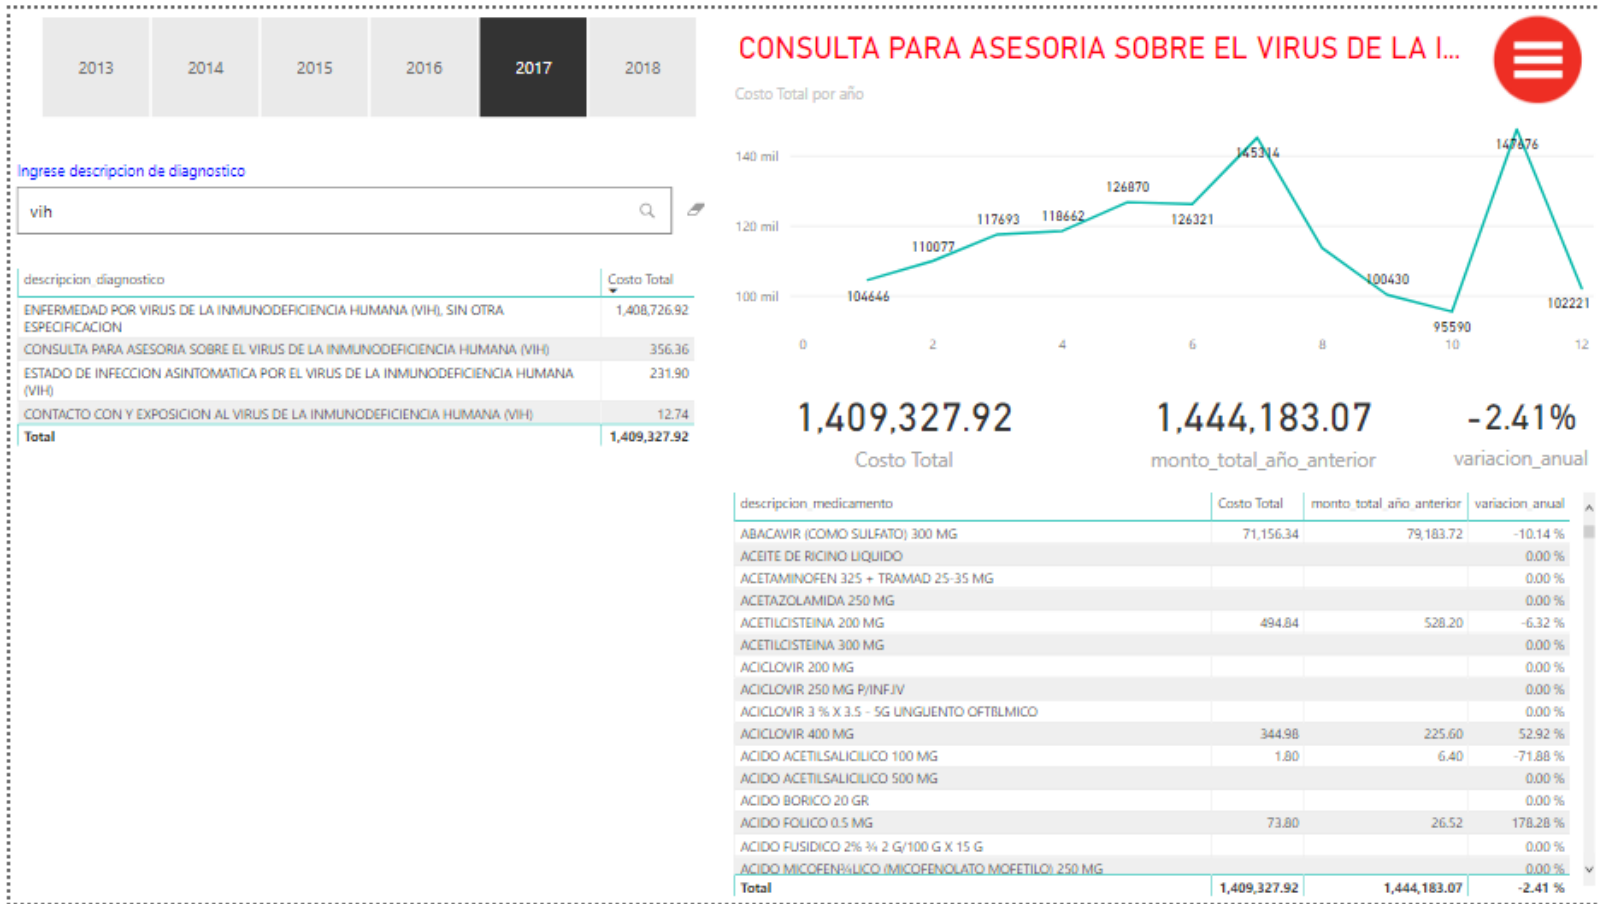 2013 2014 2015 2016 2017 2018
Ingrese descripcion de diagnostico
vih
descripcion_diagnostico Costo Total
ENFERMEDAD POR VIRUS DE LA INMUNODEFICIENCIA HUMANA (VIH), SIN OTRA
ESPECIFICACION 1,408,726.92
CONSULTA PARA ASESORIA SOBRE EL VIRUS DE LA INMUNODEFICIENCIA HUMANA (VIH) 356.36
ESTADO DE INFECCION ASINTOMATICA POR EL VIRUS DE LA INMUNODEFICIENCIA HUMANA
(VIH) 231.90
CONTACTO CON Y EXPOSICION AL VIRUS DE LA INMUNODEFICIENCIA HUMANA (VIH) 12.74
Total 1,409,327.92
CONSULTA PARA ASESORIA SOBRE EL VIRUS DE LA I...
Costo Total por año
140 mil
120 mil
100 mil
104646
110077
117693
118662
126870
126321
145314
100430
95590
147676
102221
0 2 4 6 8 10 12
1,409,327.92 1,444,183.07 -2.41%
Costo Total monto_total_año_anterior variacion_anual
descripcion_medicamento Costo Total monto_total_año_anterior variacion_anual
ABACAVIR (COMO SULFATO) 300 MG 71,156.34 79,183.72 -10.14 %
ACEITE DE RICINO LIQUIDO 0.00 %
ACETAMINOFEN 325 + TRAMAD 25-35 MG 0.00 %
ACETAZOLAMIDA 250 MG 0.00 %
ACETILCISTEINA 200 MG 494.84 528.20 -6.32 %
ACETILCISTEINA 300 MG 0.00 %
ACICLOVIR 200 MG 0.00 %
ACICLOVIR 250 MG P/INF.IV 0.00 %
ACICLOVIR 3 % X 3.5 - 5G UNGUENTO OFTßLMICO 0.00 %
ACICLOVIR 400 MG 344.98 225.60 52.92 %
ACIDO ACETILSALICILICO 100 MG 1.80 6.40 -71.88 %
ACIDO ACETILSALICILICO 500 MG 0.00 %
ACIDO BORICO 20 GR 0.00 %
ACIDO FOLICO 0.5 MG 73.80 26.52 178.28 %
ACIDO FUSIDICO 2% ¾ 2 G/100 G X 15 G 0.00 %
ACIDO MICOFEN¾LICO (MICOFENOLATO MOFETILO) 250 MG 0.00 %
Total 1,409,327.92 1,444,183.07 -2.41 %